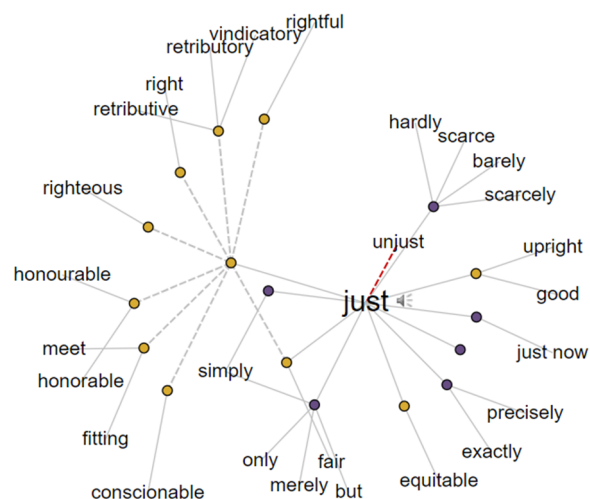 rightful
vindicatory
retributory
right
retributive
hardly
scarce
barely
righteous
scarcely
unjust
upright
honourable
good
just
meet
just now
simply
honorable
precisely
fitting
exactly
only
fair
equitable
merely
but
conscionable